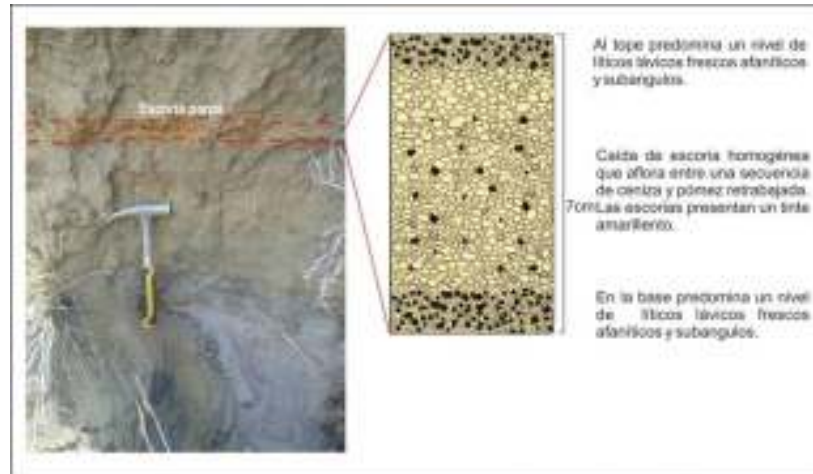 Escoria
Al tope predomina un nivel de
líticos lávicos frescos afaníticos
y subangulos.
Caída de escoria homogénea
que aflora entre una secuencia
de ceniza y pómez retrabajada.
7cm
Las escorias presentan un tinte
amarillento.
En la base predomina un nivel
de líticos lávicos frescos
afaníticos y subangulos.